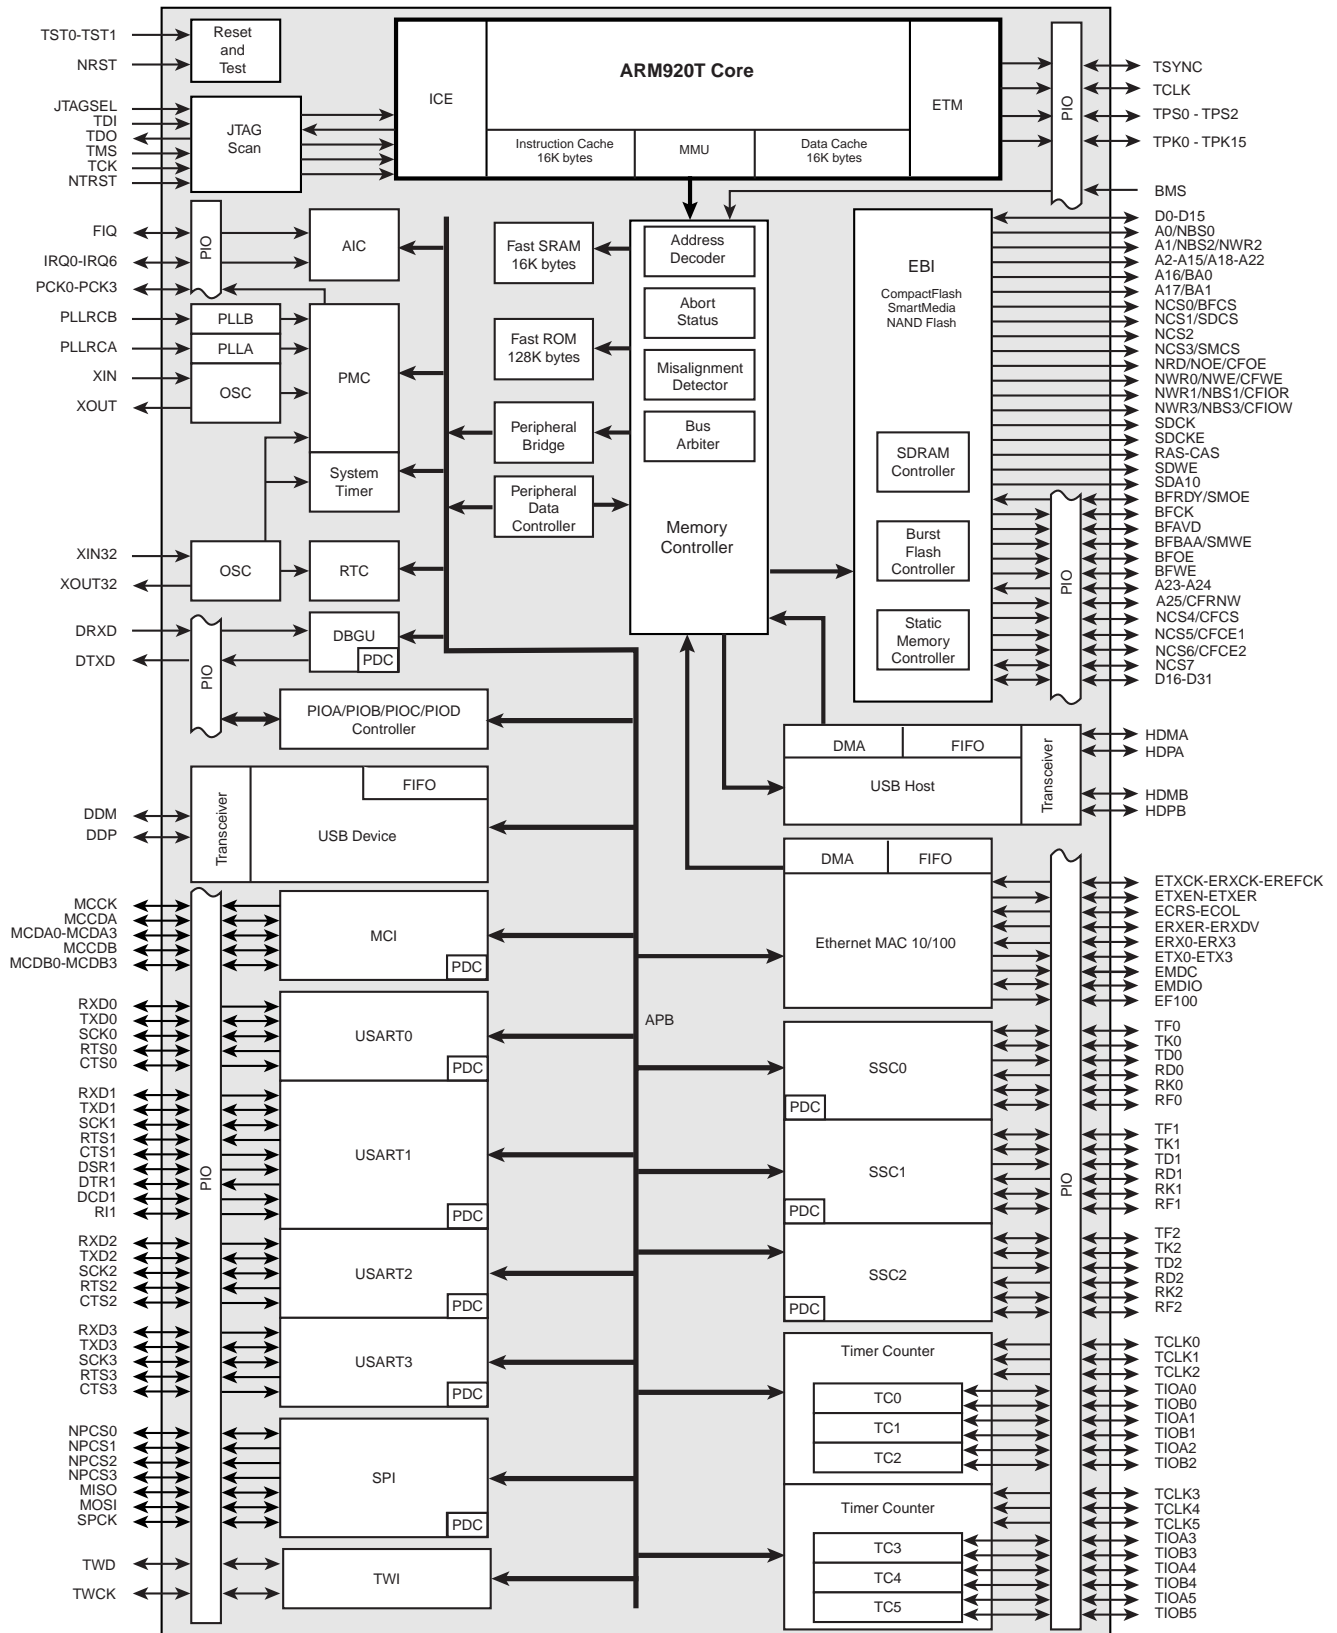 TST0-TST1
NRST
Reset
and
Test
JTAGSEL
TDI
TDO
TMS
TCK
NTRST
JTAG
Scan
ICE
ARM920T Core
Instruction Cache
16K bytes
MMU
Data Cache
16K bytes
ETM
PIO
TSYNC
TCLK
TPS0 - TPS2
TPK0 - TPK15
BMS
FIQ
IRQ0-IRQ6
PCK0-PCK3
PIO
AIC
PLLRCB
PLLRCA
XIN
XOUT
PLLB
PLLA
OSC
PMC
System
Timer
XIN32
XOUT32
OSC
RTC
DRXD
DTXD
PIO
DBGU
PDC
PIOA/PIOB/PIOC/PIOD
Controller
Fast SRAM
16K bytes
Fast ROM
128K bytes
Peripheral
Bridge
Peripheral
Data
Controller
Address
Decoder
Abort
Status
Misalignment
Detector
Bus
Arbiter
Memory
Controller
EBI
CompactFlash
SmartMedia
NAND Flash
SDRAM
Controller
Burst
Flash
Controller
Static
Memory
Controller
D0-D15
A0/NBS0
A1/NBS2/NWR2
A2-A15/A18-A22
A16/BA0
A17/BA1
NCS0/BFCS
NCS1/SDCS
NCS2
NCS3/SMCS
NRD/NOE/CFOE
NWR0/NWE/CFWE
NWR1/NBS1/CFIOR
NWR3/NBS3/CFIOW
SDCK
SDCKE
RAS-CAS
SDWE
SDA10
PIO
BFRDY/SMOE
BFCK
BFAVD
BFBAA/SMWE
BFOE
BFWE
A23-A24
A25/CFRNW
NCS4/CFCS
NCS5/CFCE1
NCS6/CFCE2
NCS7
D16-D31
DDM
DDP
Transceiver
FIFO
USB Device
DMA
FIFO
USB Host
Transceiver
HDMA
HDPA
HDMB
HDPB
MCCK
MCCDA
MCDA0-MCDA3
MCCDB
MCDB0-MCDB3
PIO
MCI
PDC
RXD0
TXD0
SCK0
RTS0
CTS0
USART0
PDC
RXD1
TXD1
SCK1
RTS1
CTS1
DSR1
DTR1
DCD1
RI1
USART1
PDC
RXD2
TXD2
SCK2
RTS2
CTS2
USART2
PDC
RXD3
TXD3
SCK3
RTS3
CTS3
USART3
PDC
NPCS0
NPCS1
NPCS2
NPCS3
MISO
MOSI
SPCK
SPI
PDC
TWD
TWCK
TWI
APB
DMA
FIFO
Ethernet MAC 10/100
PIO
ETXCK-ERXCK-EREFCK
ETXEN-ETXER
ECRS-ECOL
ERXER-ERXDV
ERX0-ERX3
ETX0-ETX3
EMDC
EMDIO
EF100
SSC0
PDC
TF0
TK0
TD0
RD0
RK0
RF0
SSC1
PDC
TF1
TK1
TD1
RD1
RK1
RF1
SSC2
PDC
TF2
TK2
TD2
RD2
RK2
RF2
Timer Counter
TC0
TC1
TC2
TCLK0
TCLK1
TCLK2
TIOA0
TIOB0
TIOA1
TIOB1
TIOA2
TIOB2
Timer Counter
TC3
TC4
TC5
TCLK3
TCLK4
TCLK5
TIOA3
TIOB3
TIOA4
TIOB4
TIOA5
TIOB5